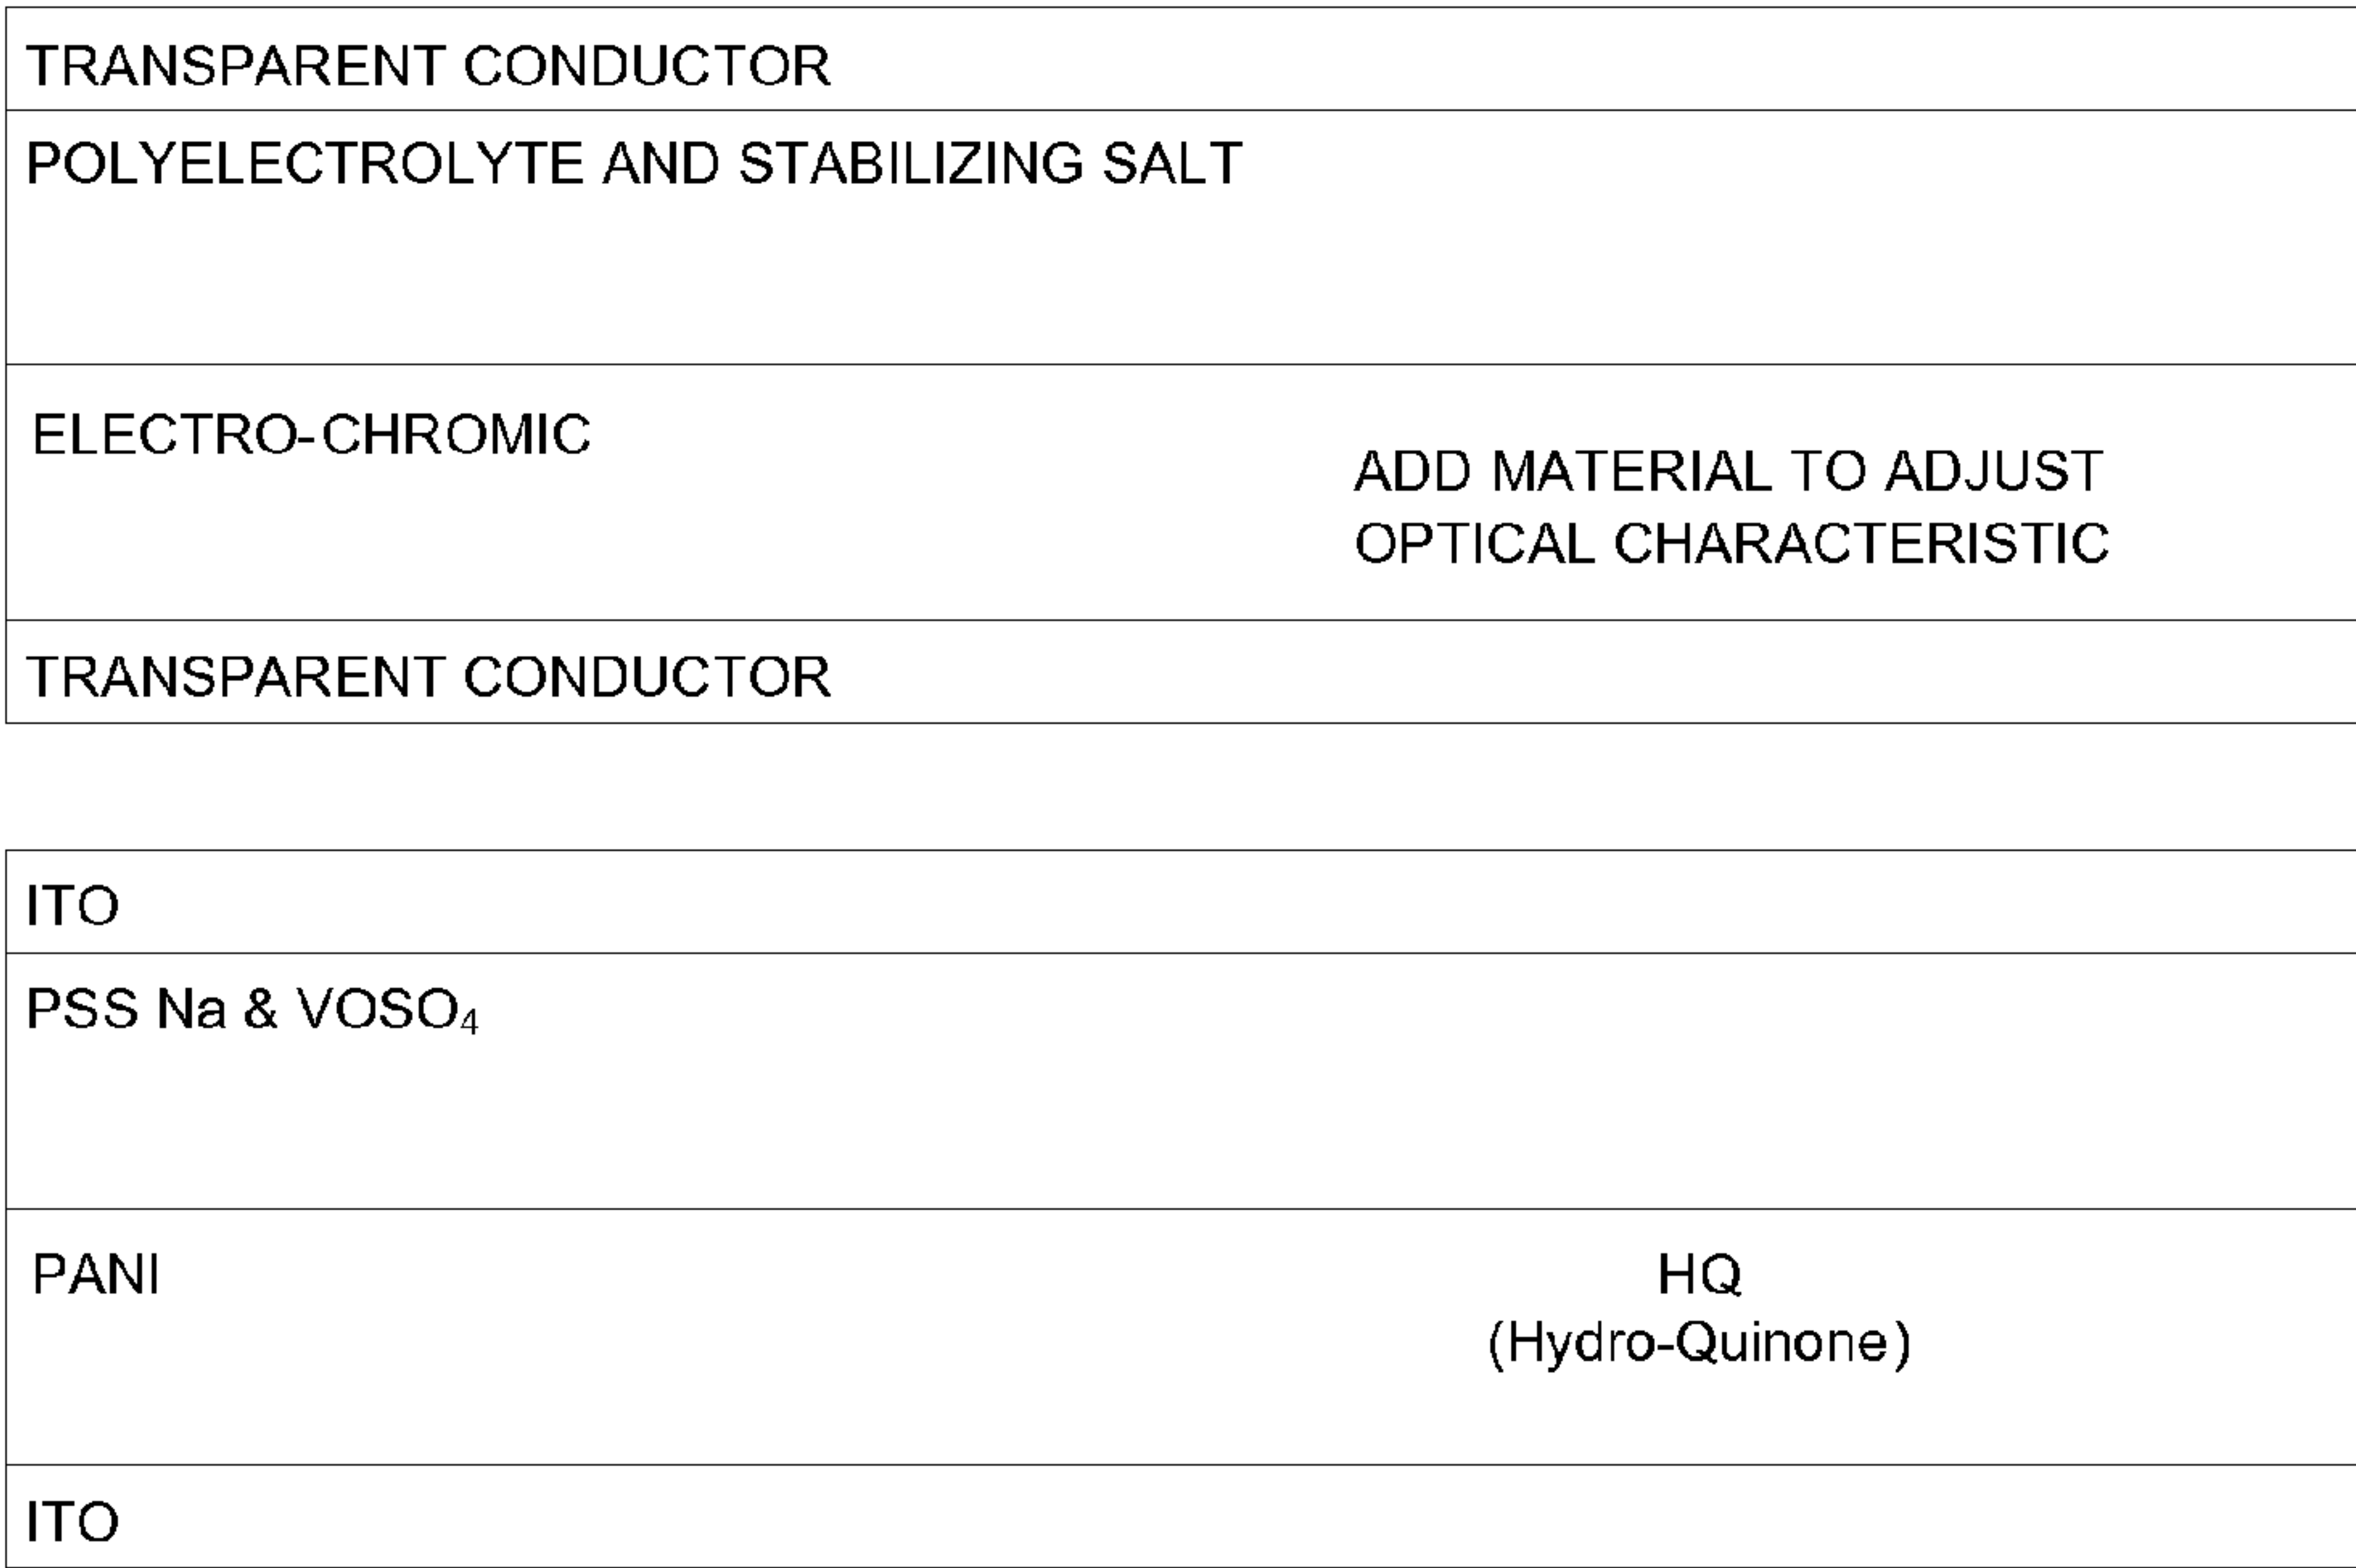 TRANSPARENT CONDUCTOR
POLYELECTROLYTE AND STABILIZING SALT
ELECTRO-CHROMIC
ADD MATERIAL TO ADJUST
OPTICAL CHARACTERISTIC
TRANSPARENT CONDUCTOR
ITO
PSS Na & VOSO₄
PANI
HQ
(Hydro-Quinone)
ITO